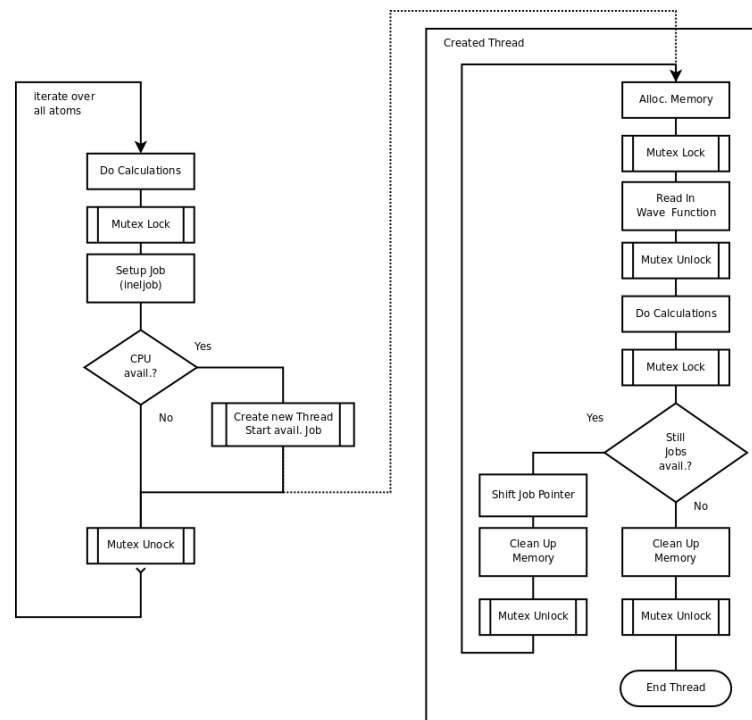 iterate over
all atoms
Do Calculations
Mutex Lock
Setup Job
(ineljob)
CPU
avail.?
Yes
No
Create new Thread
Start avail. Job
Mutex Unock
Created Thread
Alloc. Memory
Mutex Lock
Read In
Wave Function
Mutex Unlock
Do Calculations
Mutex Lock
Still
Jobs
avail.?
Yes
Shift Job Pointer
Clean Up
Memory
Mutex Unlock
No
Clean Up
Memory
Mutex Unlock
End Thread